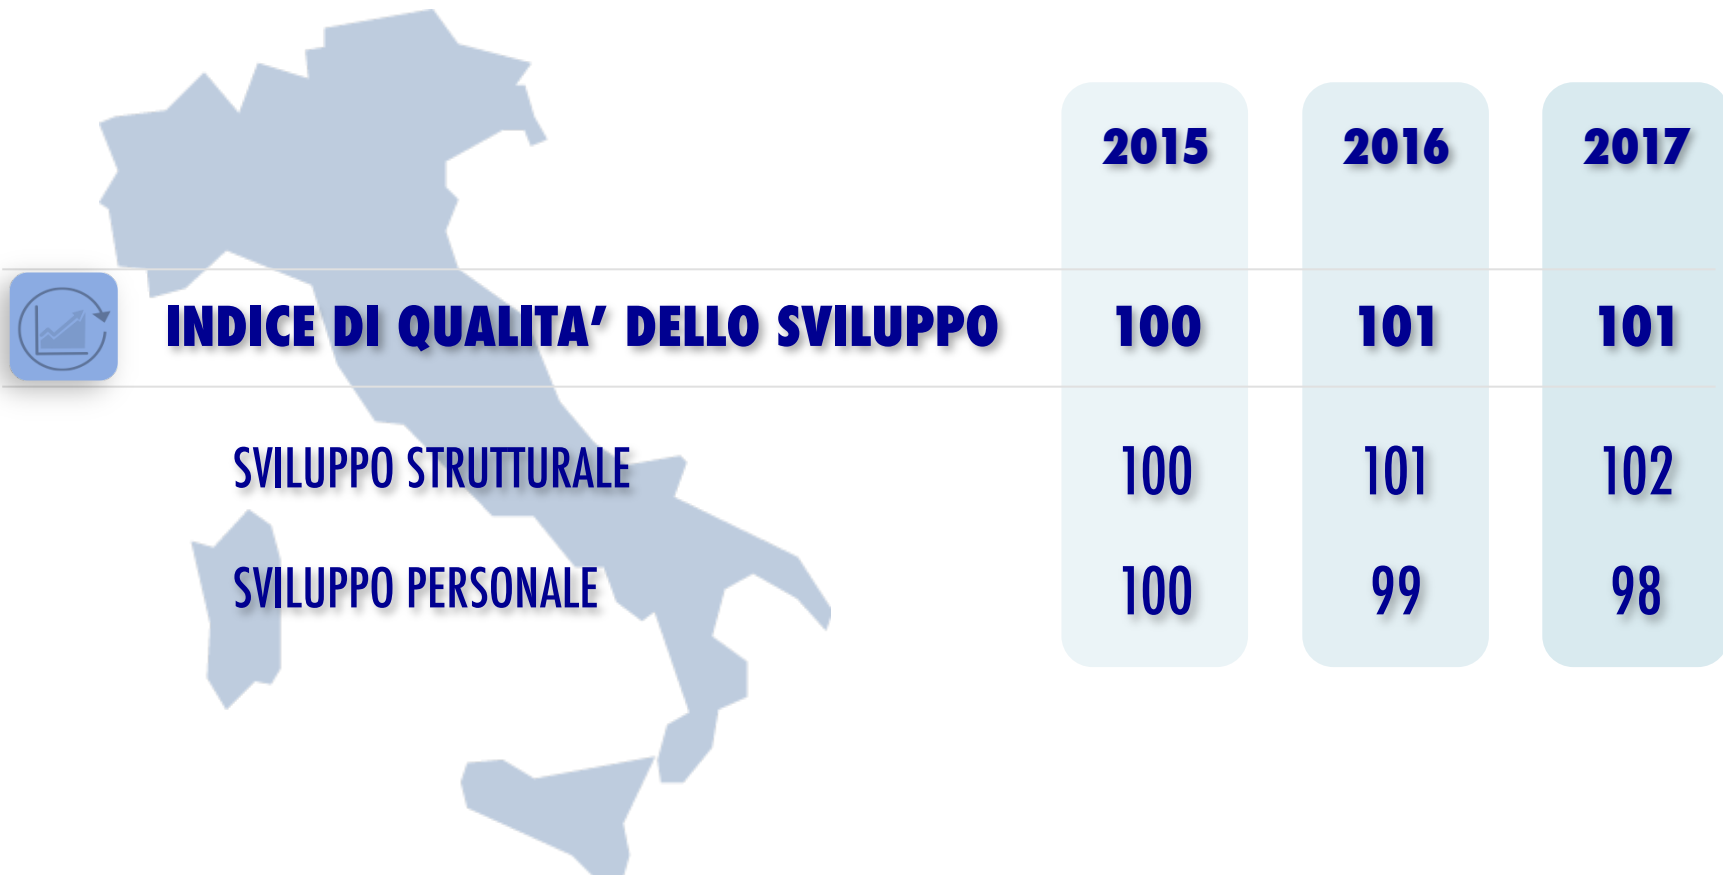 2015 2016 2017
INDICE DI QUALITA’ DELLO SVILUPPO 100 101 101
SVILUPPO STRUTTURALE 100 101 102
SVILUPPO PERSONALE 100 99 98